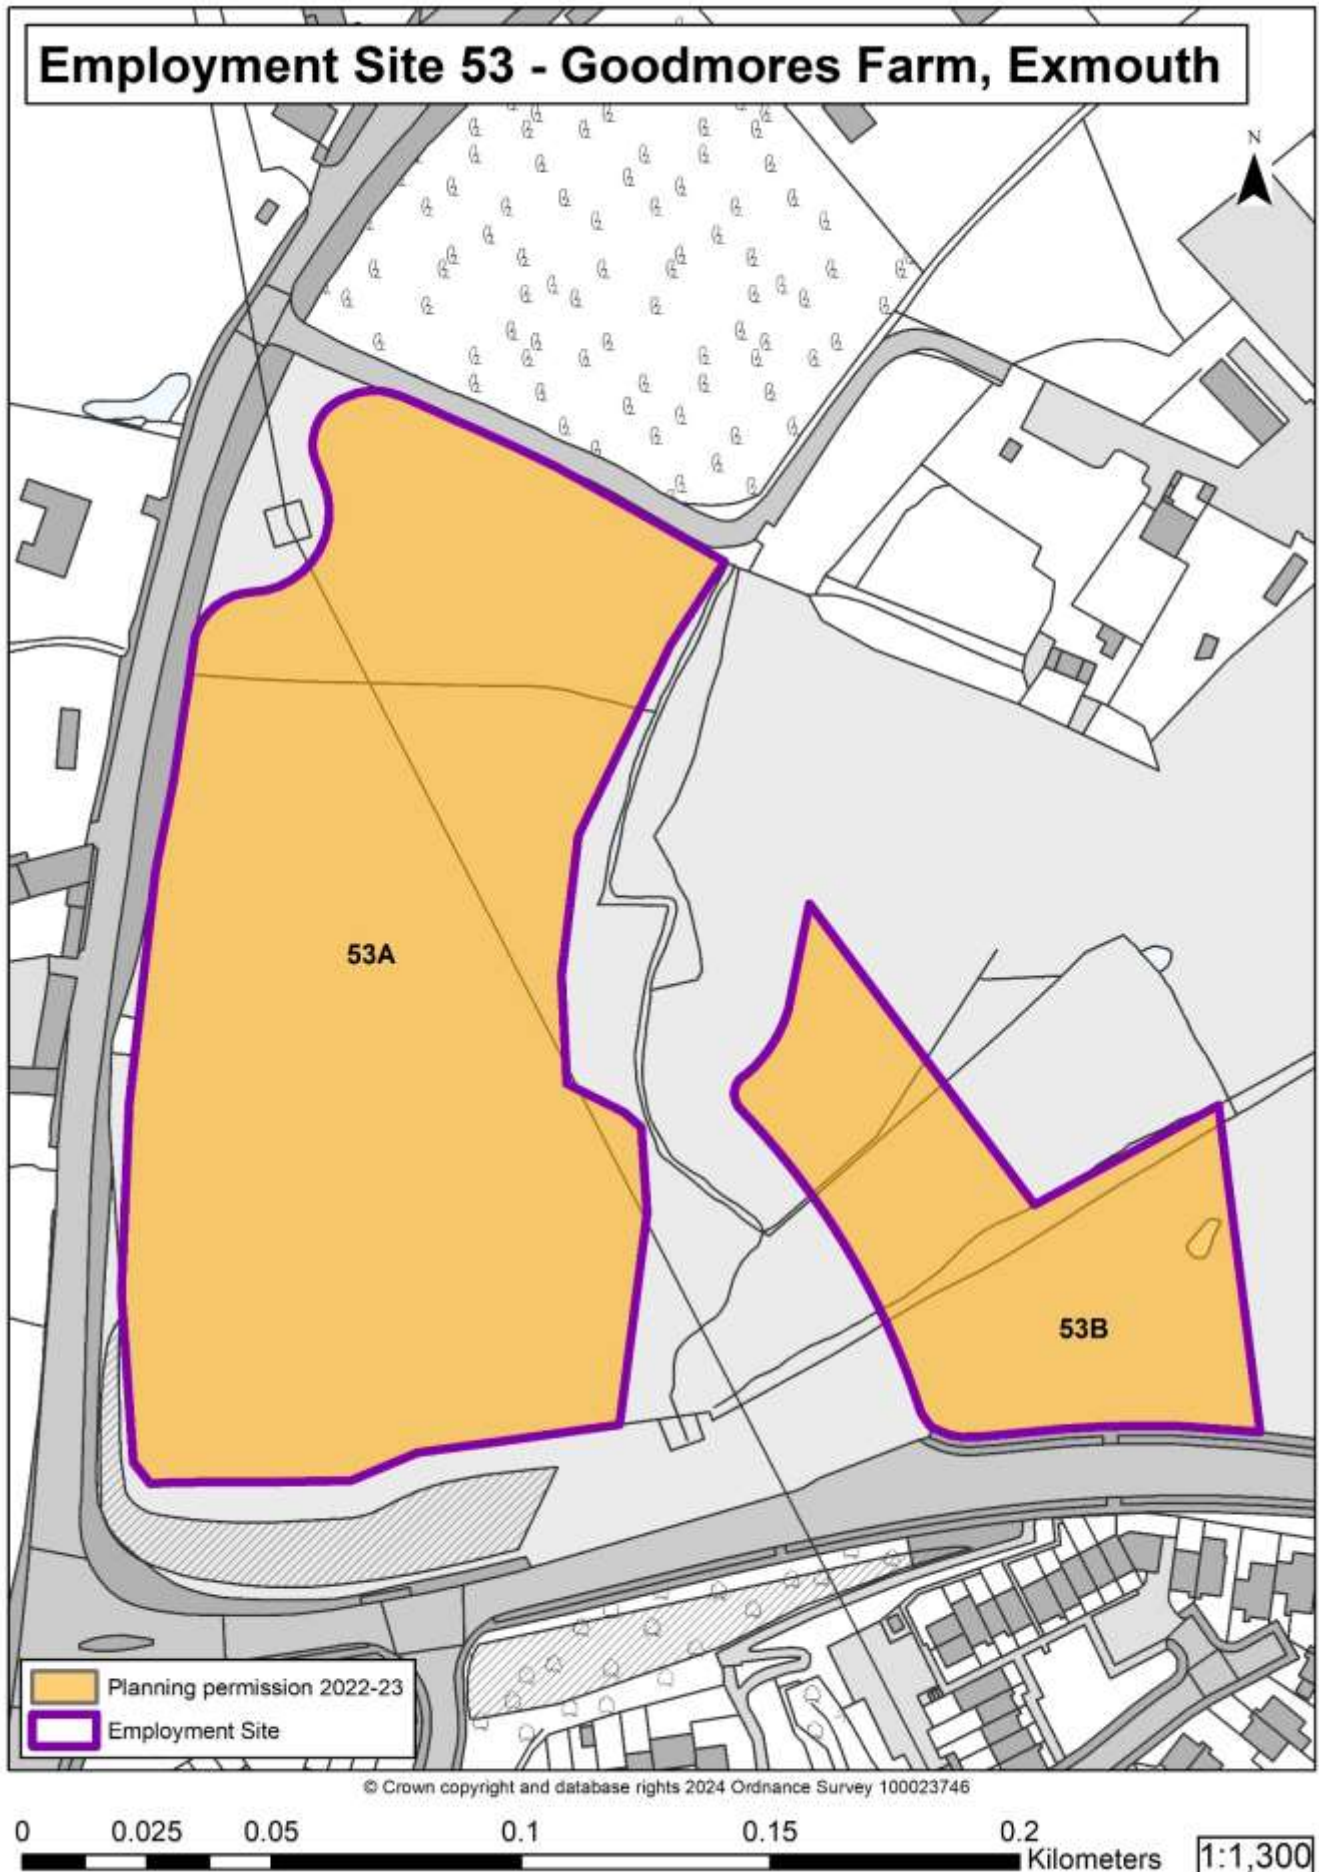 Employment Site 53 - Goodmores Farm, Exmouth
N
53A
53B
Planning permission 2022-23
Employment Site
© Crown copyright and database rights 2024 Ordnance Survey 100023746
0 0.025 0.05 0.1 0.15 0.2
Kilometers
1:1,300